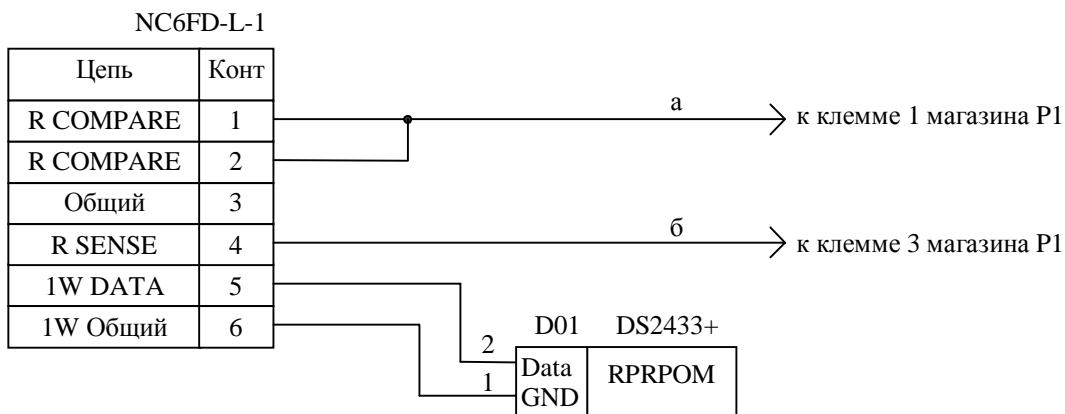 NC6FD-L-1
Цепь Конт
R COMPARE 1
а
к клемме 1 магазина Р1
R COMPARE 2
Общий 3
R SENSE 4
б
к клемме 3 магазина Р1
1W DATA 5
1W Общий 6
D01 DS2433+
2
Data
RPRPOM
1
GND